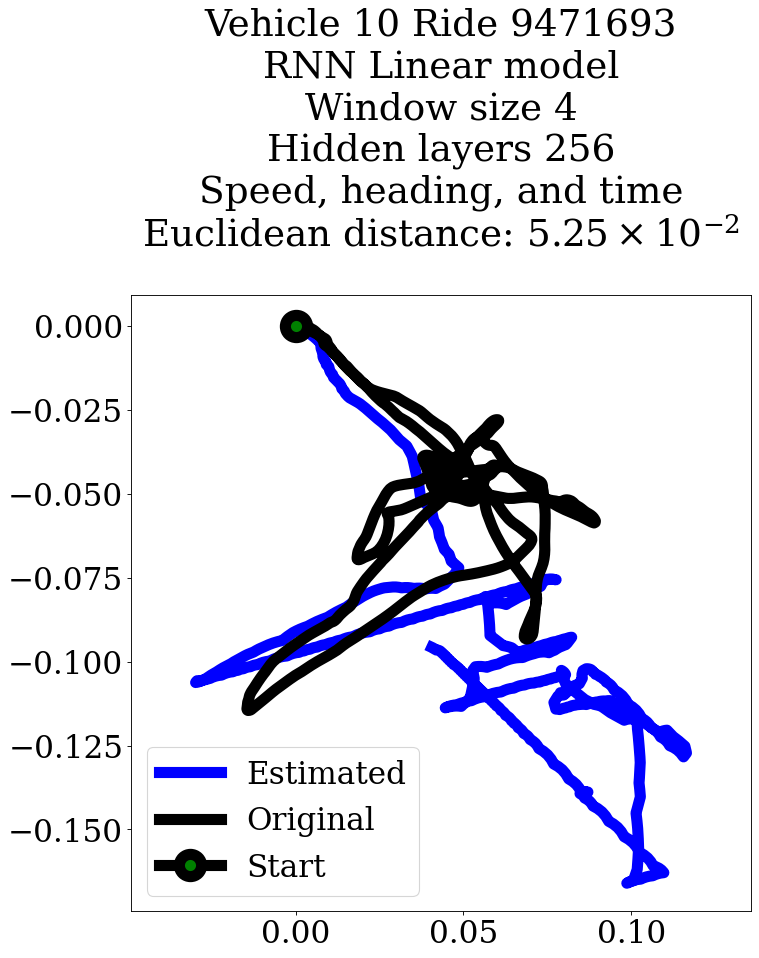 Vehicle 10 Ride 9471693
RNN Linear model
Window size 4
Hidden layers 256
Speed, heading, and time
Euclidean distance: 5.25 × 10⁻²
0.000
−0.025
−0.050
−0.075
−0.100
−0.125
−0.150
Estimated
Original
Start
0.00 0.05 0.10